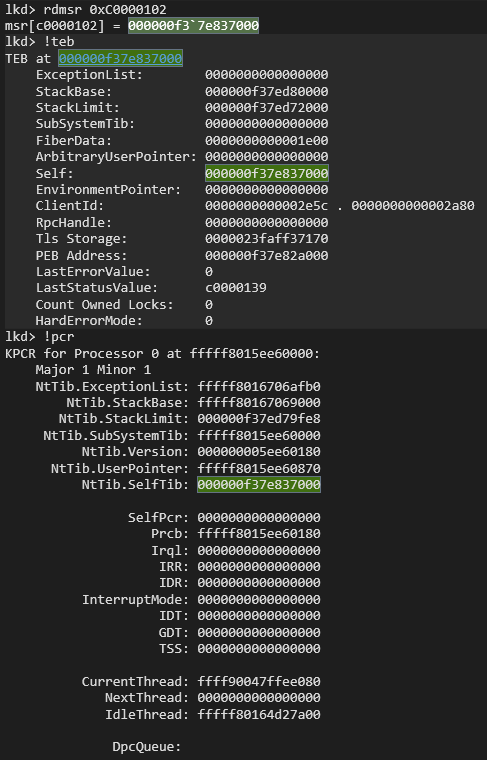 lkd> rdmsr 0xC0000102
msr[c0000102] = 000000f3`7e837000
lkd> !teb
TEB at 000000f37e837000
    ExceptionList:        0000000000000000
    StackBase:            000000f37ed80000
    StackLimit:           000000f37ed72000
    SubSystemTib:         0000000000000000
    FiberData:            0000000000001e00
    ArbitraryUserPointer: 0000000000000000
    Self:                 000000f37e837000
    EnvironmentPointer:   0000000000000000
    ClientId:             0000000000002e5c . 0000000000002a80
    RpcHandle:            0000000000000000
    Tls Storage:          0000023faff37170
    PEB Address:          000000f37e82a000
    LastErrorValue:       0
    LastStatusValue:      c0000139
    Count Owned Locks:    0
    HardErrorMode:        0
lkd> !pcr
KPCR for Processor 0 at fffff8015ee60000:
    Major 1 Minor 1
    NtTib.ExceptionList: fffff8016706afb0
        NtTib.StackBase: fffff80167069000
       NtTib.StackLimit: 000000f37ed79fe8
     NtTib.SubSystemTib: fffff8015ee60000
          NtTib.Version: 000000005ee60180
      NtTib.UserPointer: fffff8015ee60870
          NtTib.SelfTib: 000000f37e837000

                SelfPcr: 0000000000000000
                   Prcb: fffff8015ee60180
                   Irql: 0000000000000000
                    IRR: 0000000000000000
                    IDR: 0000000000000000
          InterruptMode: 0000000000000000
                    IDT: 0000000000000000
                    GDT: 0000000000000000
                    TSS: 0000000000000000

          CurrentThread: ffff90047ffee080
             NextThread: 0000000000000000
             IdleThread: fffff80164d27a00

              DpcQueue: